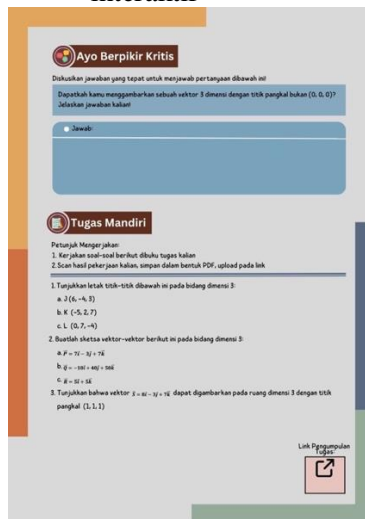 Ayo Berpikir Kritis
Diskusikan jawaban yang tepat untuk menjawab pertanyaan dibawah ini!
Dapatkah kamu menggambarkan sebuah vektor 3 dimensi dengan titik pangkal bukan (0, 0, 0)?
Jelaskan jawaban kalian!
Jawab:
Tugas Mandiri
Petunjuk Mengerjakan:
1. Kerjakan soal-soal berikut dibuku tugas kalian
2. Scan hasil pekerjaan kalian, simpan dalam bentuk PDF, upload pada link
1. Tunjukkan letak titik-titik dibawah ini pada bidang dimensi 3:
a. J (6, -4, 3)
b. K (-5, 2, 7)
c. L (0, 7, -4)
2. Buatlah sketsa vektor-vektor berikut ini pada bidang dimensi 3:
a.
b.
c.
3. Tunjukkan bahwa vektor dapat digambarkan pada ruang dimensi 3 dengan titik
pangkal (1, 1, 1)
Link Pengumpulan
Tugas: